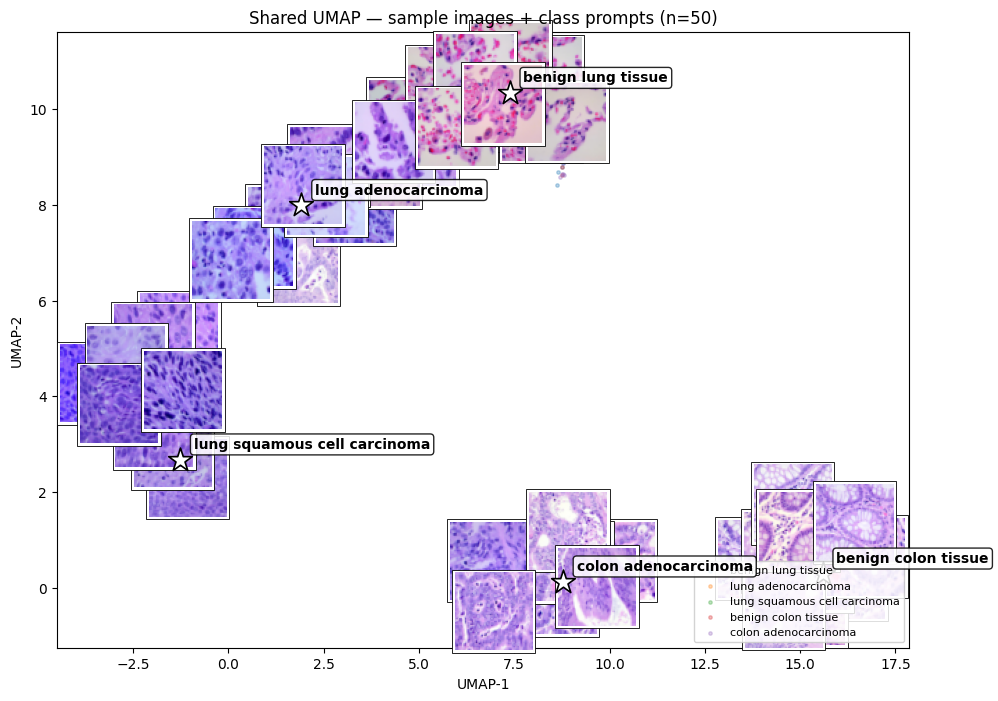 Shared UMAP — sample images + class prompts (n=50)
benign lung tissue
lung adenocarcinoma
lung squamous cell carcinoma
colon adenocarcinoma
benign colon tissue
lung tissue
lung adenocarcinoma
lung squamous cell carcinoma
benign colon tissue
colon adenocarcinoma
UMAP-2
10
8
6
4
2
0
−2.5 0.0 2.5 5.0 7.5 10.0 12.5 15.0 17.5
UMAP-1